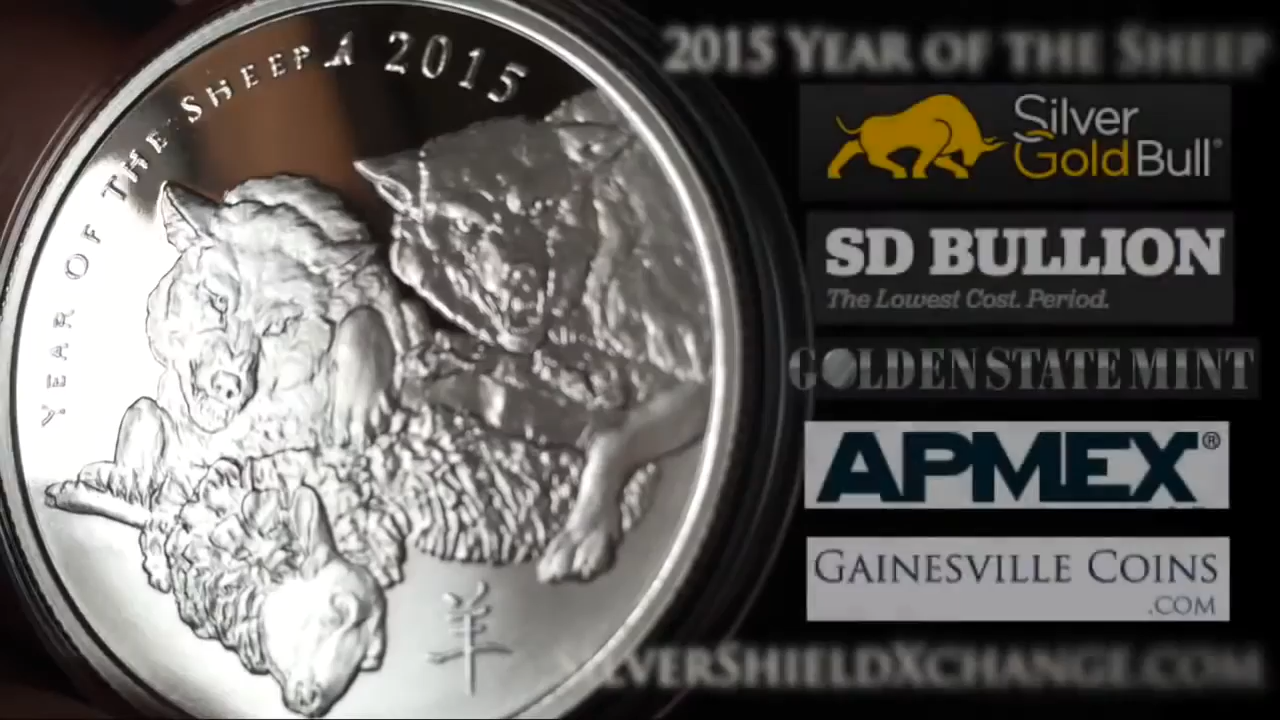 YEAR OF THE SHEEP A 2015
羊
2015 YEAR OF THE SHEEP
Silver
Gold Bull®
SD BULLION
The Lowest Cost. Period.
GOLDEN STATE MINT
APMEX®
GAINESVILLE COINS
.COM